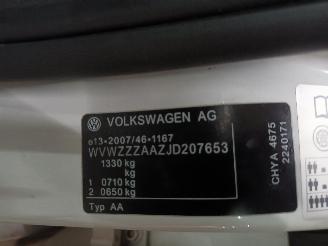 VOLKSWAGEN AG
e13*2007/46*1167
WVWZZZAAZJD207653
1330 kg
kg
1 0710 kg
2 0650 kg
Typ AA
CHYA 4675
2240171